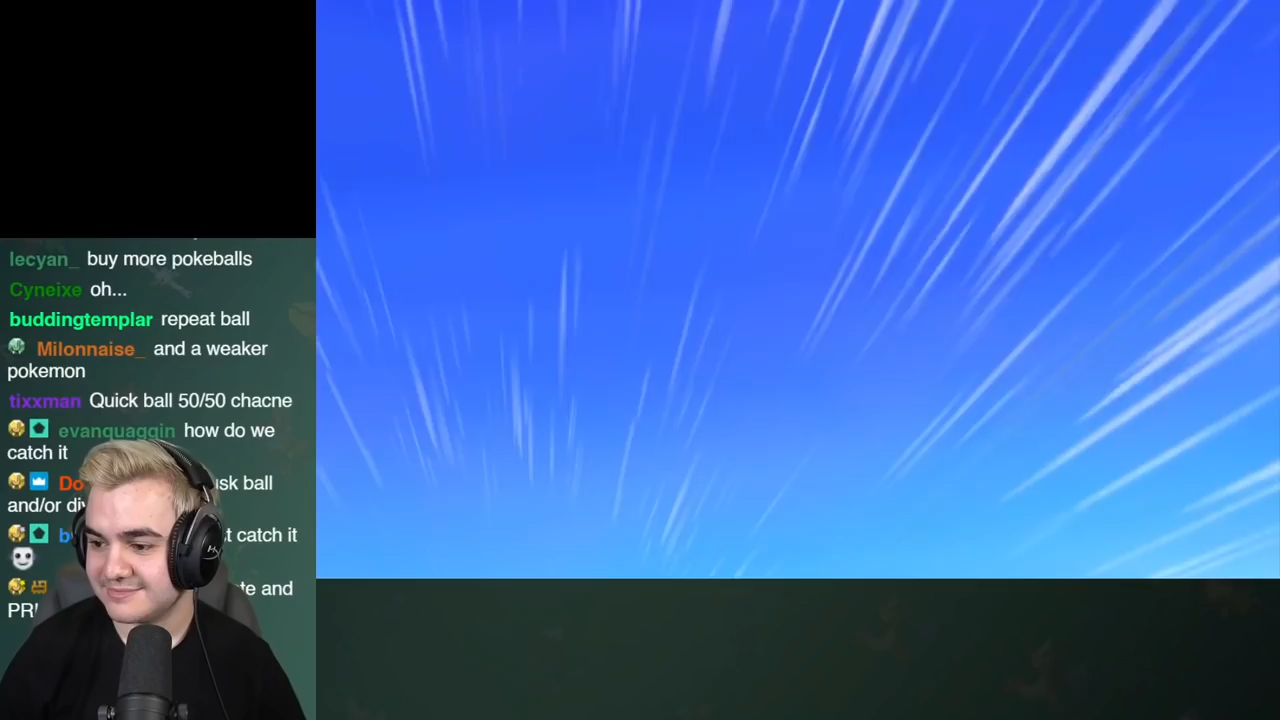 lecyan_ buy more pokeballs
Cyneixe oh...
buddingtemplar repeat ball
Milonnaise_ and a weaker
pokemon
tixxman Quick ball 50/50 chacne
evanquaggin how do we
catch it
ball
and/or
catch it
and